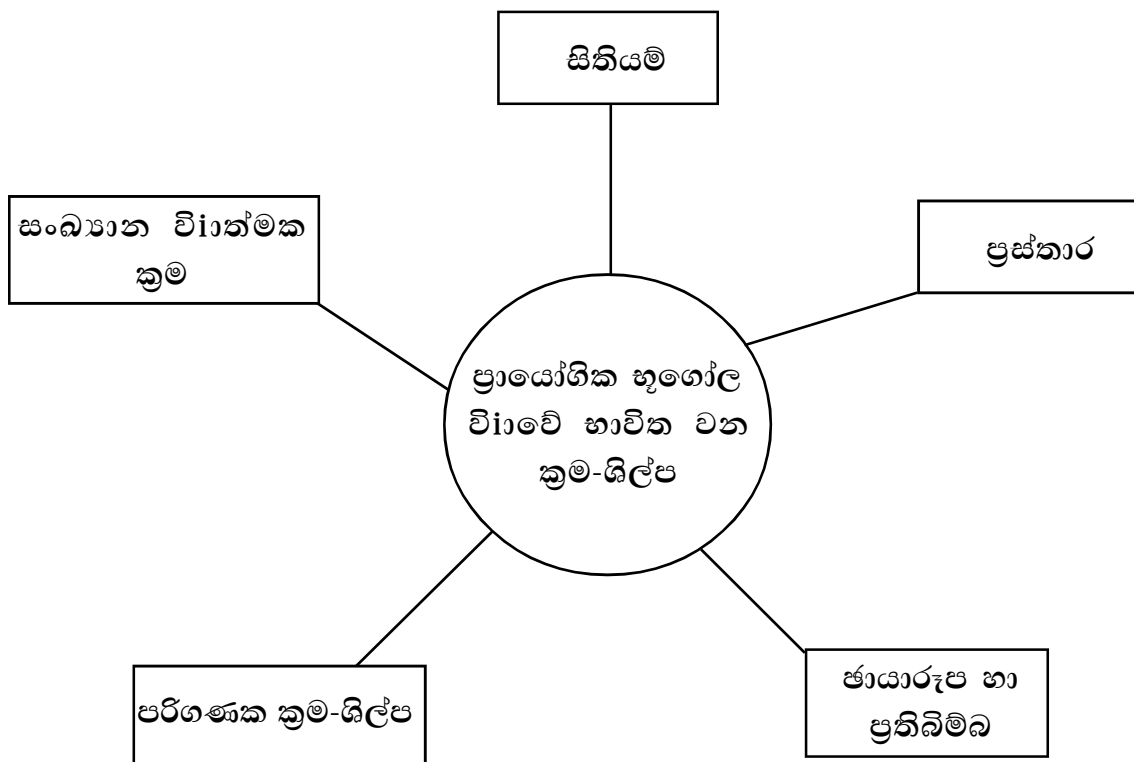 සිතියම්
සංඛ්‍යාන විiාත්මක
ක්‍රම
ප්‍රස්තාර
ප්‍රායෝගික භූගෝල
විiාවේ භාවිත වන
ක්‍රම-ශිල්ප
පරිගණක ක්‍රම-ශිල්ප
ඡායාරූප හා
ප්‍රතිබිම්බ